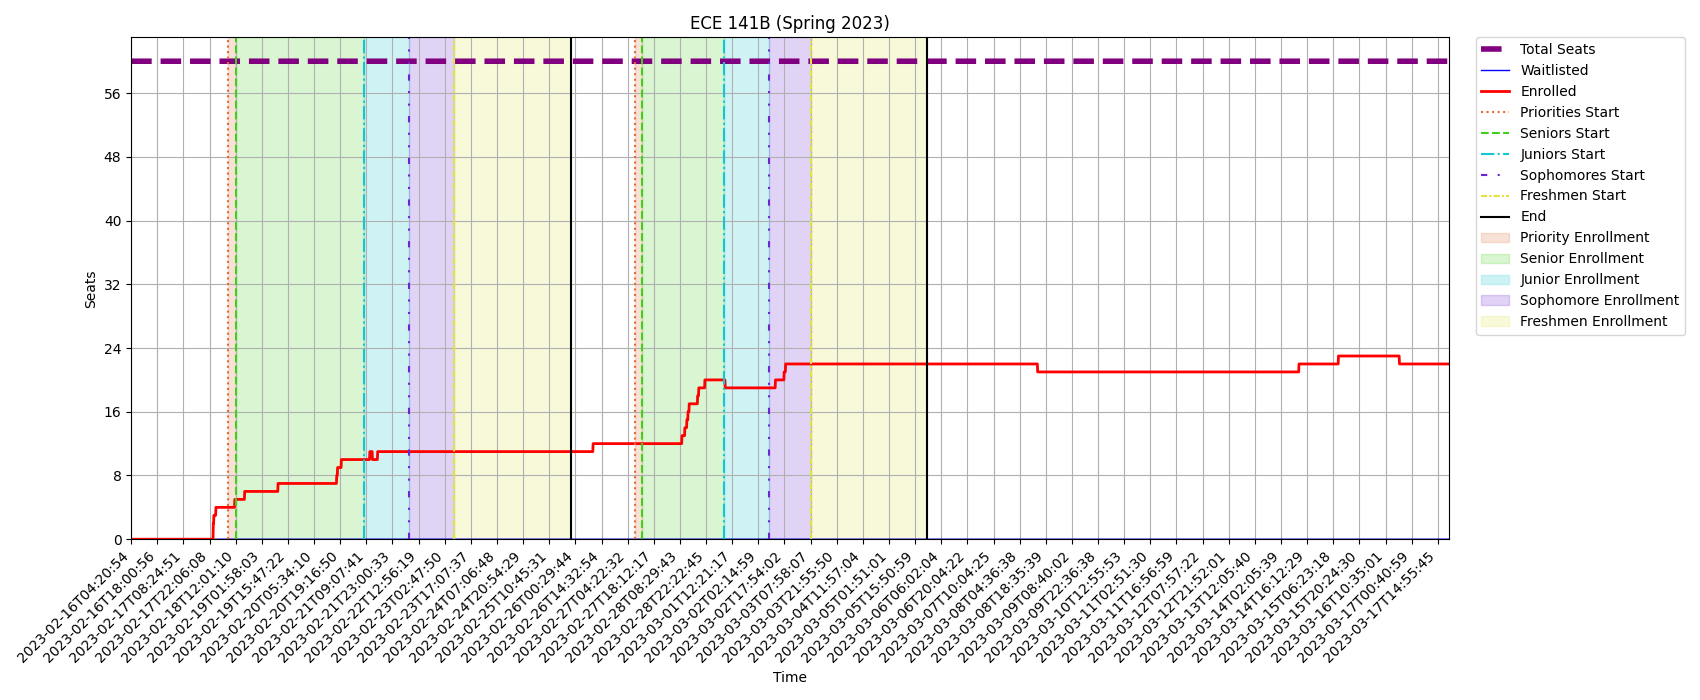 ECE 141B (Spring 2023)
Seats
56
48
40
32
24
16
8
0
2023-02-16T04:20:54
2023-02-16T18:00:56
2023-02-17T08:24:51
2023-02-17T22:06:08
2023-02-18T12:01:10
2023-02-19T01:58:03
2023-02-19T15:47:22
2023-02-20T05:34:10
2023-02-20T19:16:50
2023-02-21T09:07:41
2023-02-21T23:00:33
2023-02-22T12:56:19
2023-02-23T02:47:50
2023-02-23T17:07:37
2023-02-24T07:06:48
2023-02-24T20:54:29
2023-02-25T10:45:31
2023-02-26T00:29:44
2023-02-26T14:32:54
2023-02-27T04:22:32
2023-02-27T18:12:17
2023-02-28T08:29:43
2023-02-28T22:22:45
2023-03-01T12:21:17
2023-03-02T02:14:59
2023-03-02T17:54:02
2023-03-03T07:58:07
2023-03-03T21:55:50
2023-03-04T11:57:04
2023-03-05T01:51:01
2023-03-05T15:50:59
2023-03-06T06:02:04
2023-03-06T20:04:22
2023-03-07T10:04:25
2023-03-08T04:36:38
2023-03-08T18:35:39
2023-03-09T08:40:02
2023-03-09T22:36:38
2023-03-10T12:55:53
2023-03-11T02:51:30
2023-03-11T16:56:59
2023-03-12T07:57:22
2023-03-12T21:52:01
2023-03-13T12:05:40
2023-03-14T02:05:39
2023-03-14T16:12:29
2023-03-15T06:23:18
2023-03-15T20:24:30
2023-03-16T10:35:01
2023-03-17T00:40:59
2023-03-17T14:55:45
Time
Total Seats
Waitlisted
Enrolled
Priorities Start
Seniors Start
Juniors Start
Sophomores Start
Freshmen Start
End
Priority Enrollment
Senior Enrollment
Junior Enrollment
Sophomore Enrollment
Freshmen Enrollment